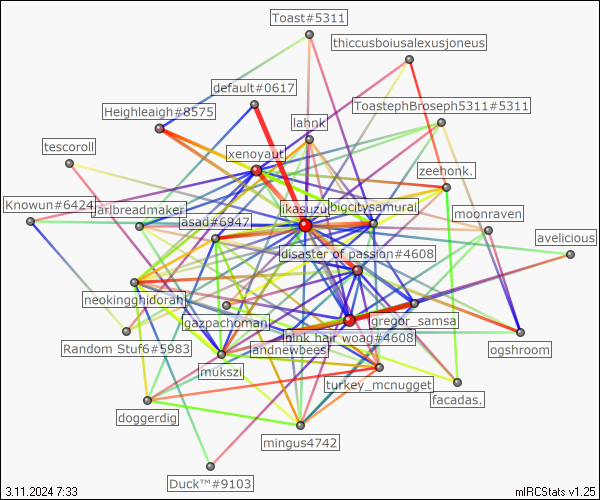 Toast#5311
thiccusboiusalexusjoneus
default#0617
Heighleaigh#8575
ToastephBroseph5311#5311
lahnk
tescoroll
xenoyaut
zeehonk.
Knowun#6424
jarlbreadmaker
likasuzu
bigcitysamurai
moonraven
asad#6947
avelicious
disaster of passion#4608
neokingghidorah
gazpachoman
gregor_samsa
pink hair woag#4608
Random Stuf6#5983
andnewbees
ogshroom
mukszi
turkey_mcnugget
facadas.
doggerdig
mingus4742
Duck™#9103
3.11.2024 7:33
mIRCStats v1.25